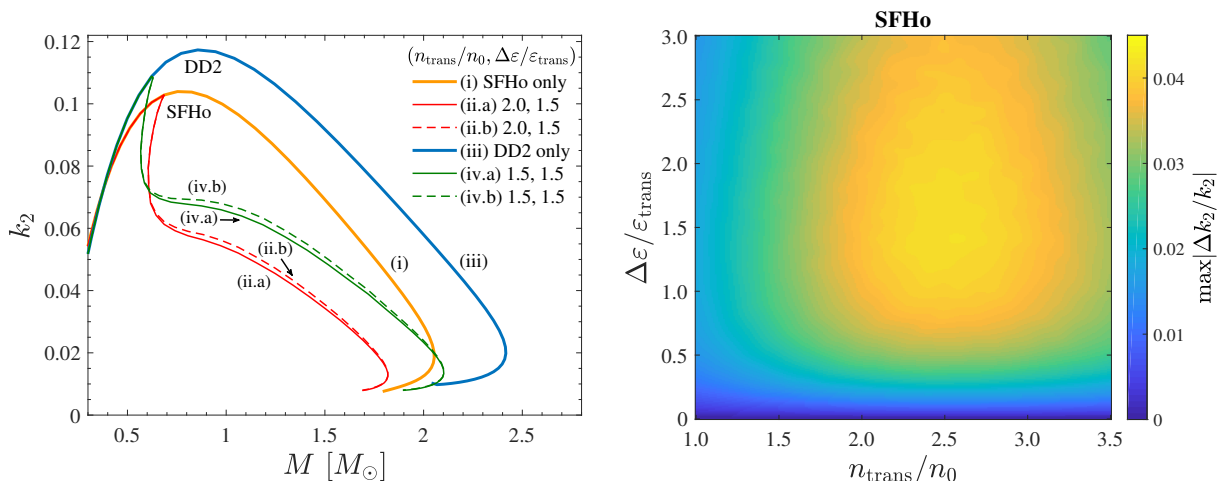 0.12
0.1
0.08
0.06
0.04
0.02
0
k₂
0.5
1
1.5
2
2.5
M [M⊙]
DD2
SFHo
(iv.b)
(iv.a)
(ii.b)
(ii.a)
(i)
(iii)
(n_trans/n₀, Δε/ε_trans)
(i) SFHo only
(ii.a) 2.0, 1.5
(ii.b) 2.0, 1.5
(iii) DD2 only
(iv.a) 1.5, 1.5
(iv.b) 1.5, 1.5
SFHo
3.0
2.5
2.0
1.5
1.0
0.5
0
Δε/ε_trans
1.0
1.5
2.0
2.5
3.0
3.5
n_trans/n₀
0.04
0.03
0.02
0.01
0
max|Δk₂/k₂|